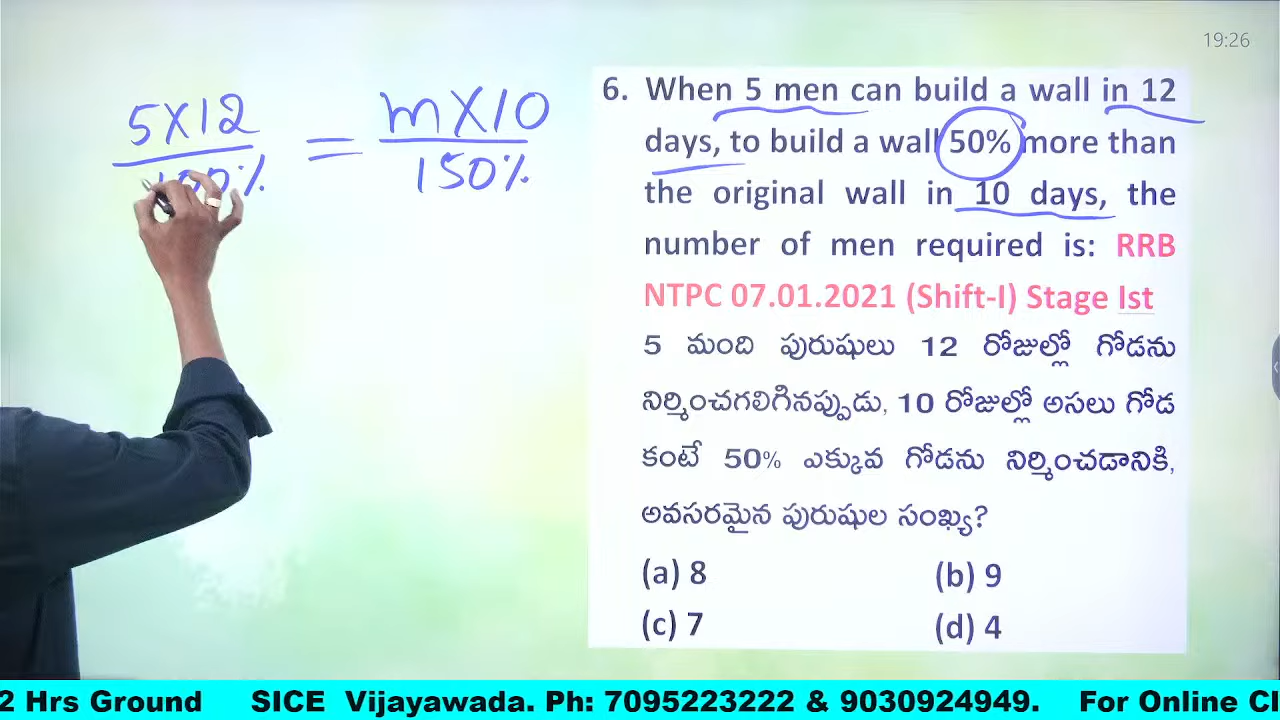 19:26
5X12 = mX10
100% 150%
6. When 5 men can build a wall in 12
days, to build a wall 50% more than
the original wall in 10 days, the
number of men required is: RRB
NTPC 07.01.2021 (Shift-I) Stage Ist
5 మంది పురుషులు 12 రోజుల్లో గోడను
నిర్మించగలిగినప్పుడు, 10 రోజుల్లో అసలు గోడ
కంటే 50% ఎక్కువ గోడను నిర్మించడానికి,
అవసరమైన పురుషుల సంఖ్య?
(a) 8 (b) 9
(c) 7 (d) 4
2 Hrs Ground SICE Vijayawada. Ph: 7095223222 & 9030924949. For Online